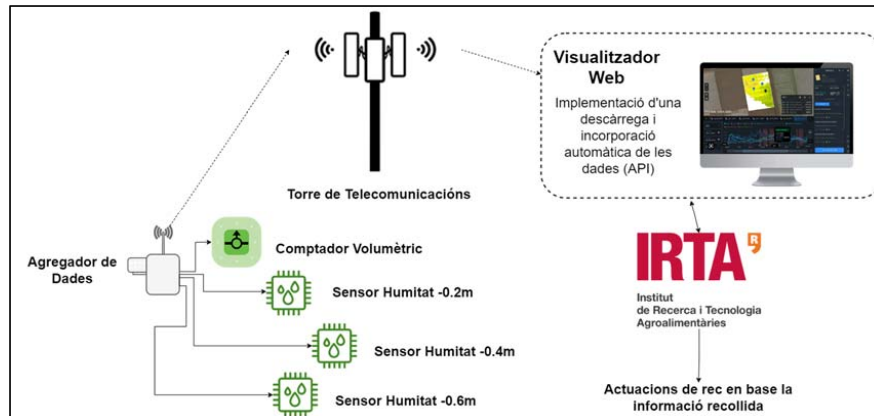 Visualitzador
Web
Implementació d'una
descàrrega i
incorporació
automàtica de les
dades (API)
Torre de Telecomunicacións
Agregador de
Dades
Comptador Volumètric
Sensor Humitat -0.2m
Sensor Humitat -0.4m
Sensor Humitat -0.6m
IRTA
R
Institut
de Recerca i Tecnologia
Agroalimentàries
Actuacions de rec en base la
informació recollida